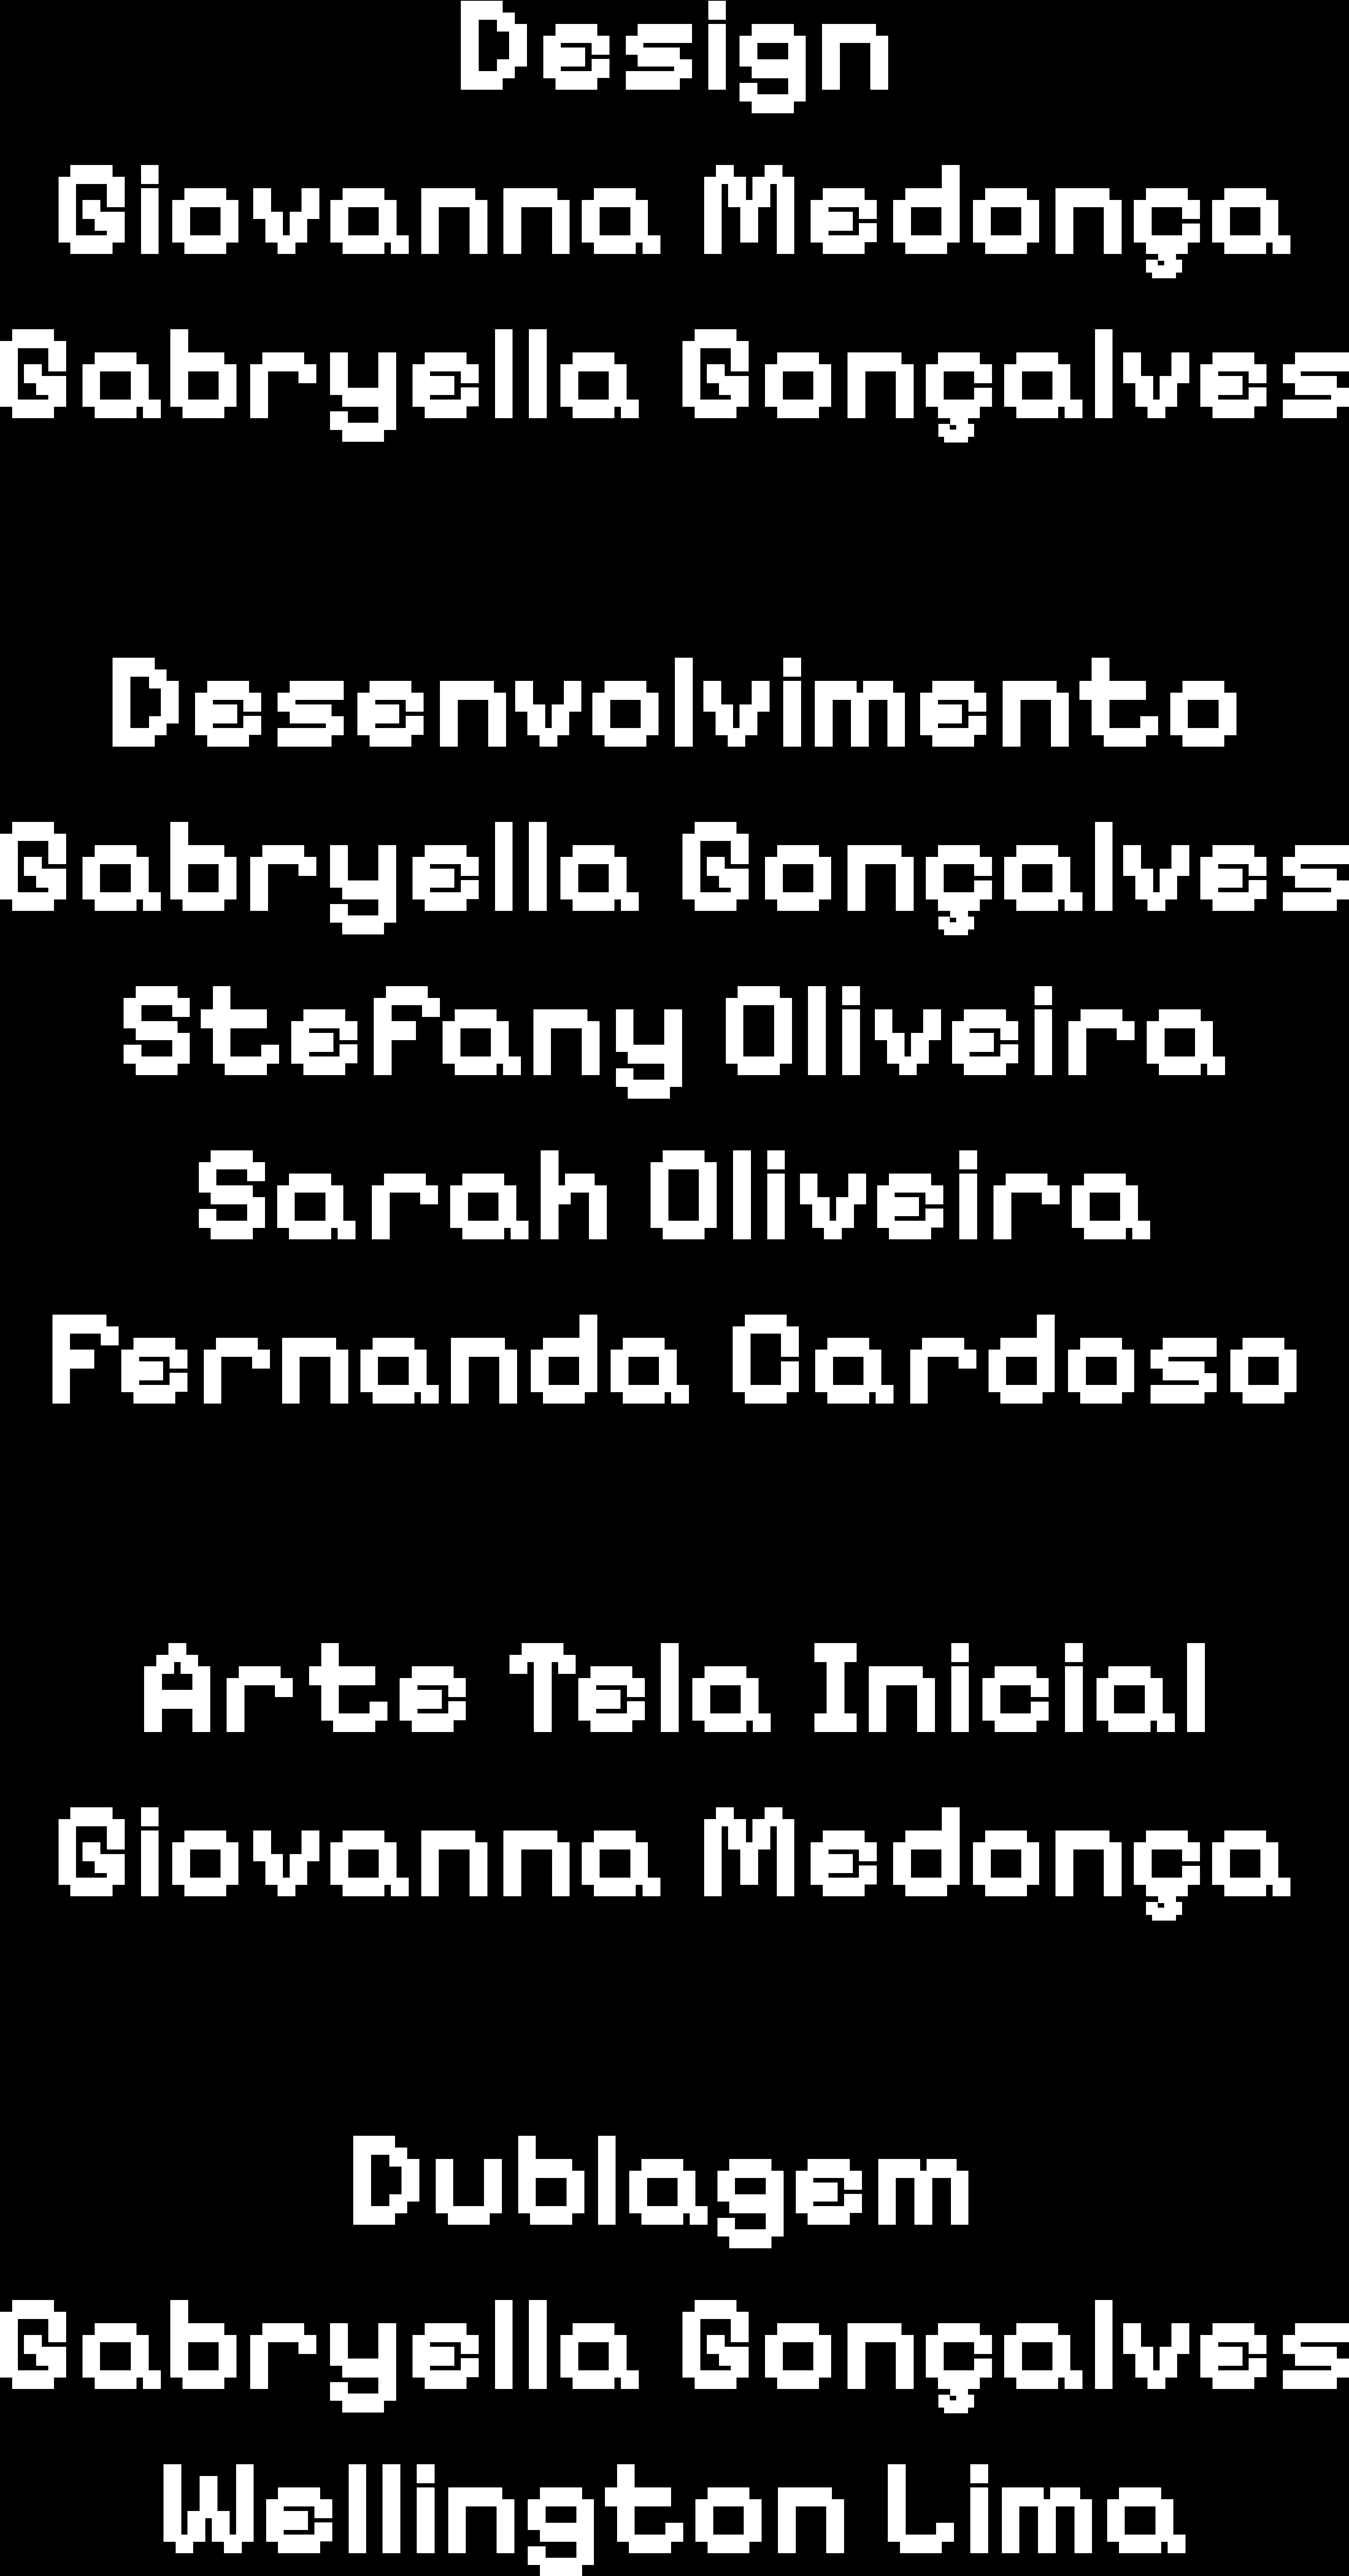 Design
Giovanna Medonça
Gabryella Gonçalves
Desenvolvimento
Gabryella Gonçalves
Stefany Oliveira
Sarah Oliveira
Fernanda Cardoso
Arte Tela Inicial
Giovanna Medonça
Dublagem
Gabryella Gonçalves
Wellington Lima